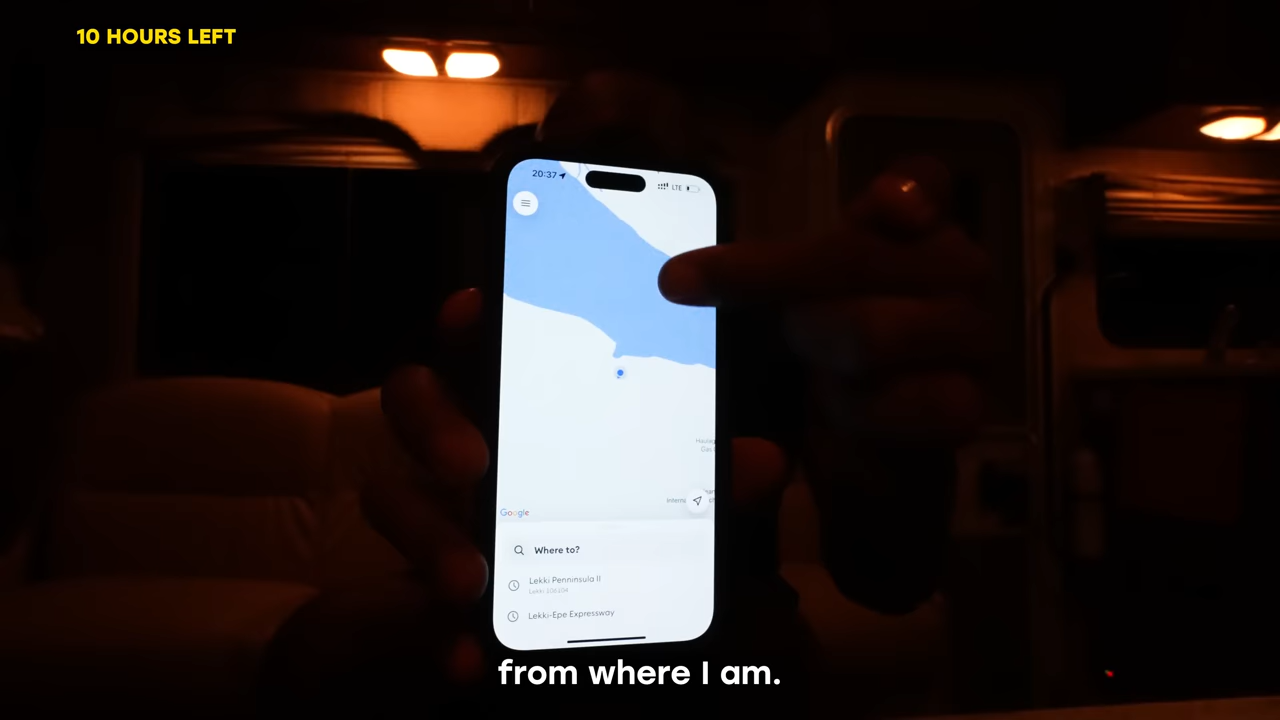 10 HOURS LEFT
20:37
LTE
Google
Where to?
Lekki Penninsula II
Lekki-Epe Expressway
from where I am.